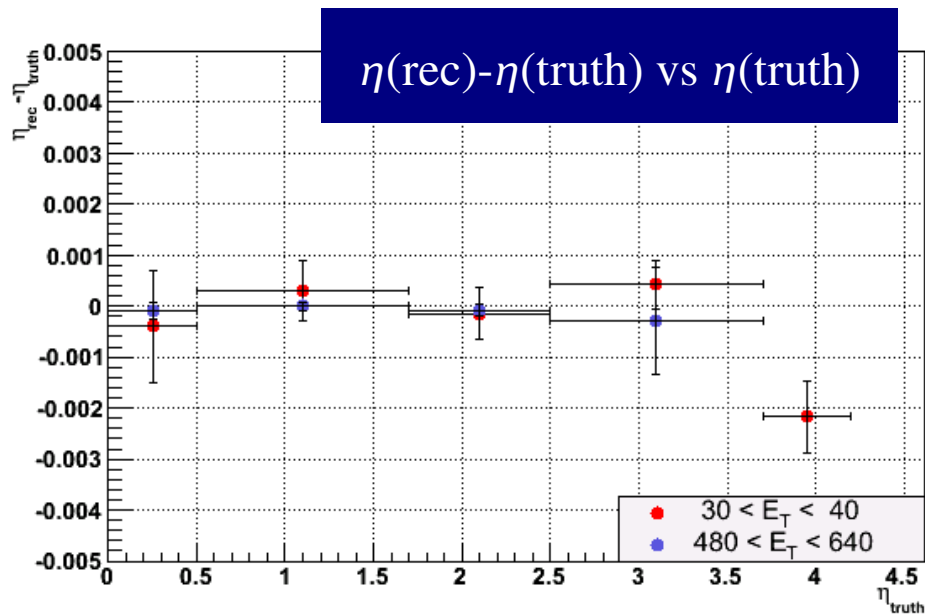 η(rec)-η(truth) vs η(truth)
η_rec -η_truth
0.005
0.004
0.003
0.002
0.001
0
-0.001
-0.002
-0.003
-0.004
-0.005
30 < E_T < 40
480 < E_T < 640
0 0.5 1 1.5 2 2.5 3 3.5 4 4.5
η_truth